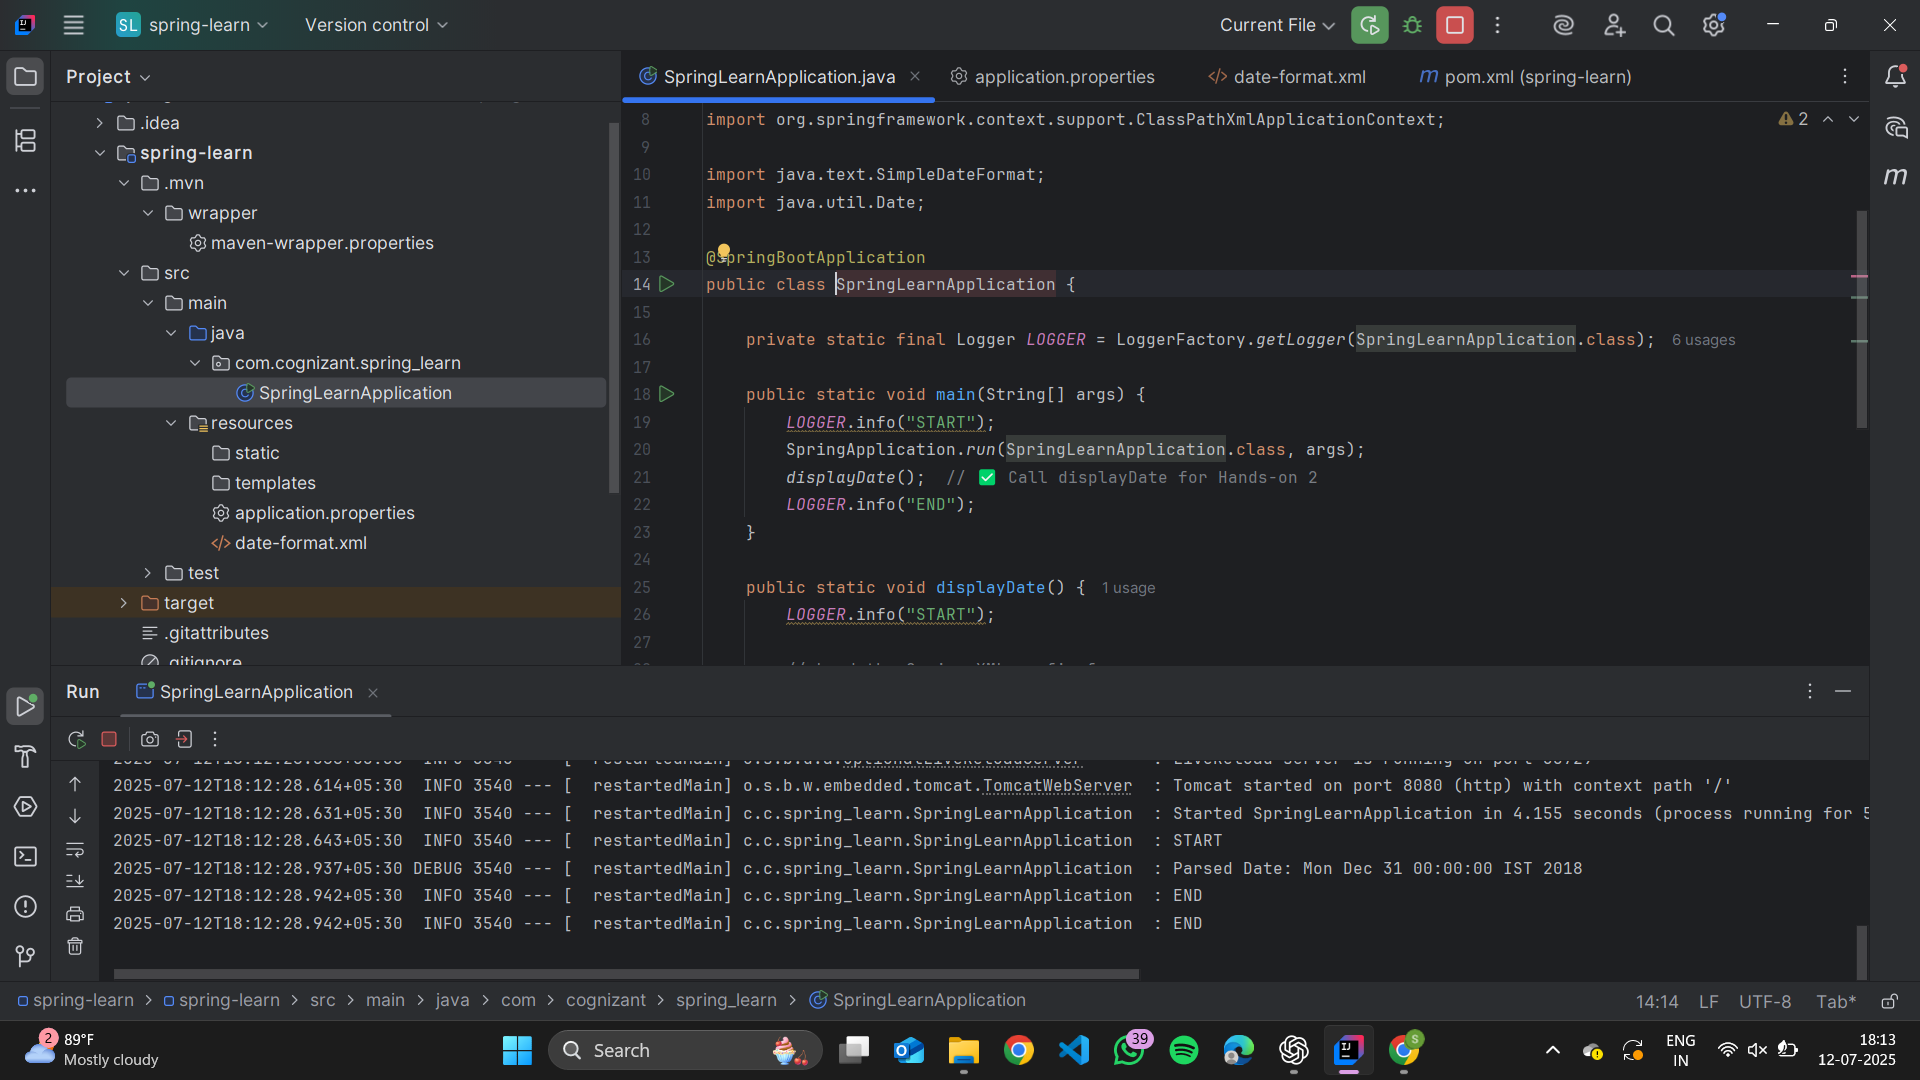 SL spring-learn Version control Current File
Project
.idea
spring-learn
.mvn
wrapper
maven-wrapper.properties
src
main
java
com.cognizant.spring_learn
SpringLearnApplication
resources
static
templates
application.properties
date-format.xml
test
target
.gitattributes
.gitignore
SpringLearnApplication.java application.properties date-format.xml pom.xml (spring-learn)
2
8 import org.springframework.context.support.ClassPathXmlApplicationContext;
9
10 import java.text.SimpleDateFormat;
11 import java.util.Date;
12
13 @SpringBootApplication
14 public class SpringLearnApplication {
15
16 private static final Logger LOGGER = LoggerFactory.getLogger(SpringLearnApplication.class); 6 usages
17
18 public static void main(String[] args) {
19 LOGGER.info("START");
20 SpringApplication.run(SpringLearnApplication.class, args);
21 displayDate(); // ✅ Call displayDate for Hands-on 2
22 LOGGER.info("END");
23 }
24
25 public static void displayDate() { 1 usage
26 LOGGER.info("START");
27
Run SpringLearnApplication
2025-07-12T18:12:28.614+05:30 INFO 3540 --- [ restartedMain] o.s.b.w.embedded.tomcat.TomcatWebServer : Tomcat started on port 8080 (http) with context path '/'
2025-07-12T18:12:28.631+05:30 INFO 3540 --- [ restartedMain] c.c.spring_learn.SpringLearnApplication : Started SpringLearnApplication in 4.155 seconds (process running for 5
2025-07-12T18:12:28.643+05:30 INFO 3540 --- [ restartedMain] c.c.spring_learn.SpringLearnApplication : START
2025-07-12T18:12:28.937+05:30 DEBUG 3540 --- [ restartedMain] c.c.spring_learn.SpringLearnApplication : Parsed Date: Mon Dec 31 00:00:00 IST 2018
2025-07-12T18:12:28.942+05:30 INFO 3540 --- [ restartedMain] c.c.spring_learn.SpringLearnApplication : END
2025-07-12T18:12:28.942+05:30 INFO 3540 --- [ restartedMain] c.c.spring_learn.SpringLearnApplication : END
spring-learn > spring-learn > src > main > java > com > cognizant > spring_learn > SpringLearnApplication 14:14 LF UTF-8 Tab*
2 89°F
Mostly cloudy
Search
39
S
ENG
IN
18:13
12-07-2025